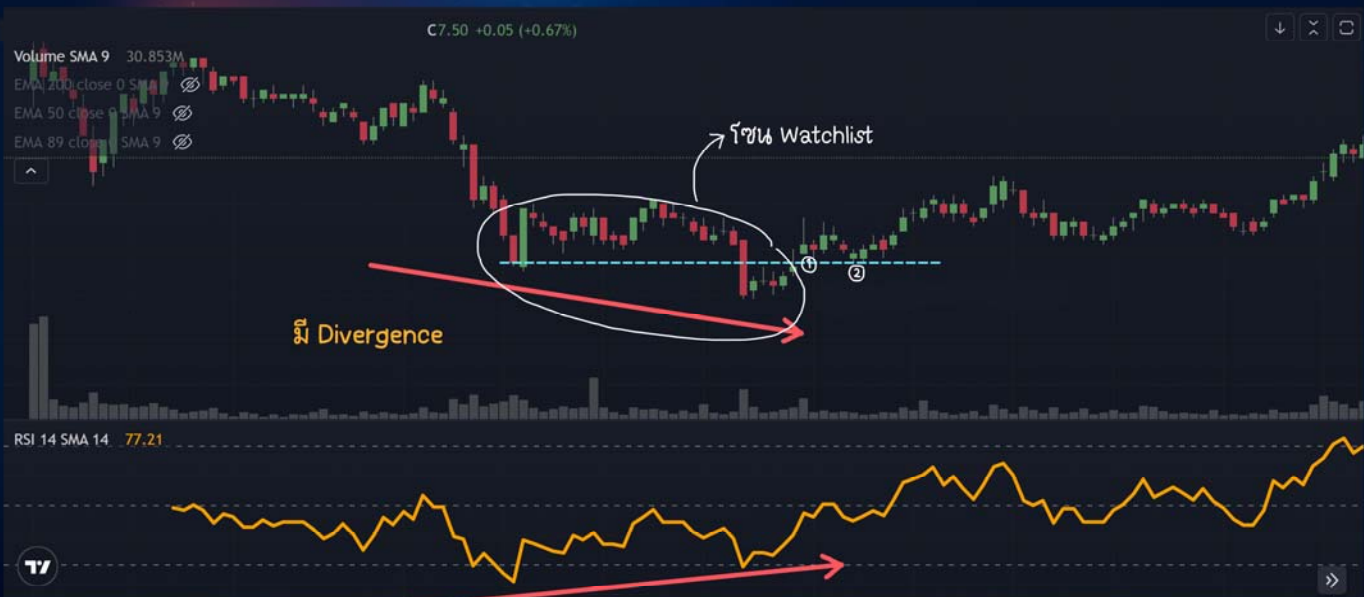 C7.50 +0.05 (+0.67%)
Volume SMA 9 30.853M
EMA 200 close 0 SMA 9
EMA 50 close 0 SMA 9
EMA 89 close 0 SMA 9
โซน Watchlist
①
②
มี Divergence
RSI 14 SMA 14 77.21